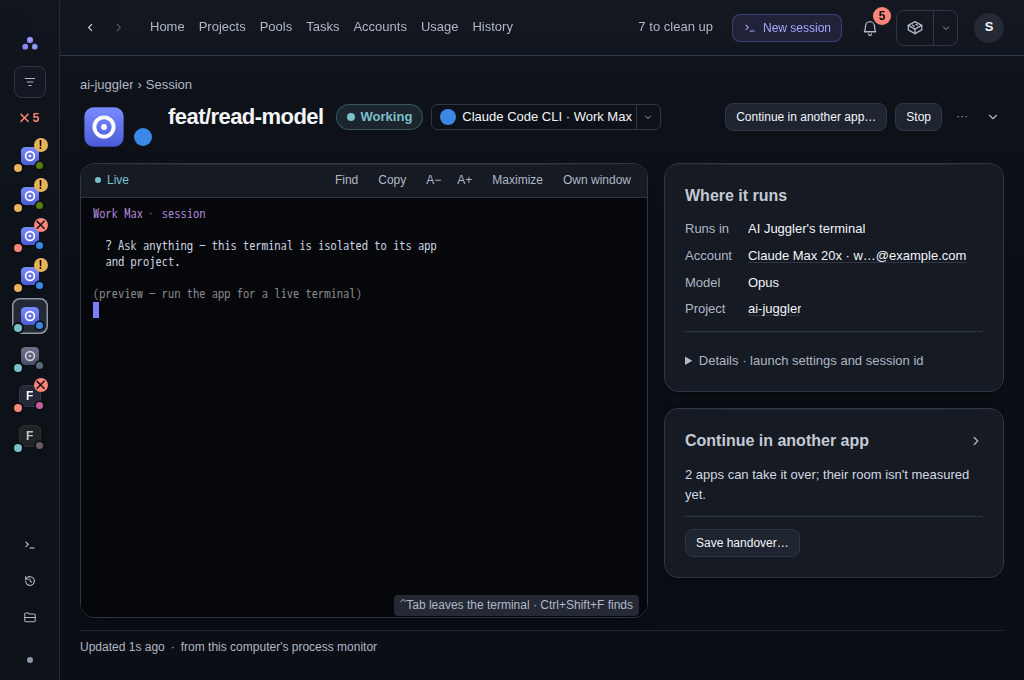 Home Projects Pools Tasks Accounts Usage History 7 to clean up New session 5 S
5
!
!
!
F
F
ai-juggler › Session
feat/read-model Working Claude Code CLI · Work Max Continue in another app… Stop ···
Live Find Copy A− A+ Maximize Own window
Work Max · session
? Ask anything — this terminal is isolated to its app
and project.
(preview — run the app for a live terminal)
^Tab leaves the terminal · Ctrl+Shift+F finds
Where it runs
Runs in AI Juggler's terminal
Account Claude Max 20x · w…@example.com
Model Opus
Project ai-juggler
Details · launch settings and session id
Continue in another app
2 apps can take it over; their room isn't measured
yet.
Save handover…
Updated 1s ago · from this computer's process monitor